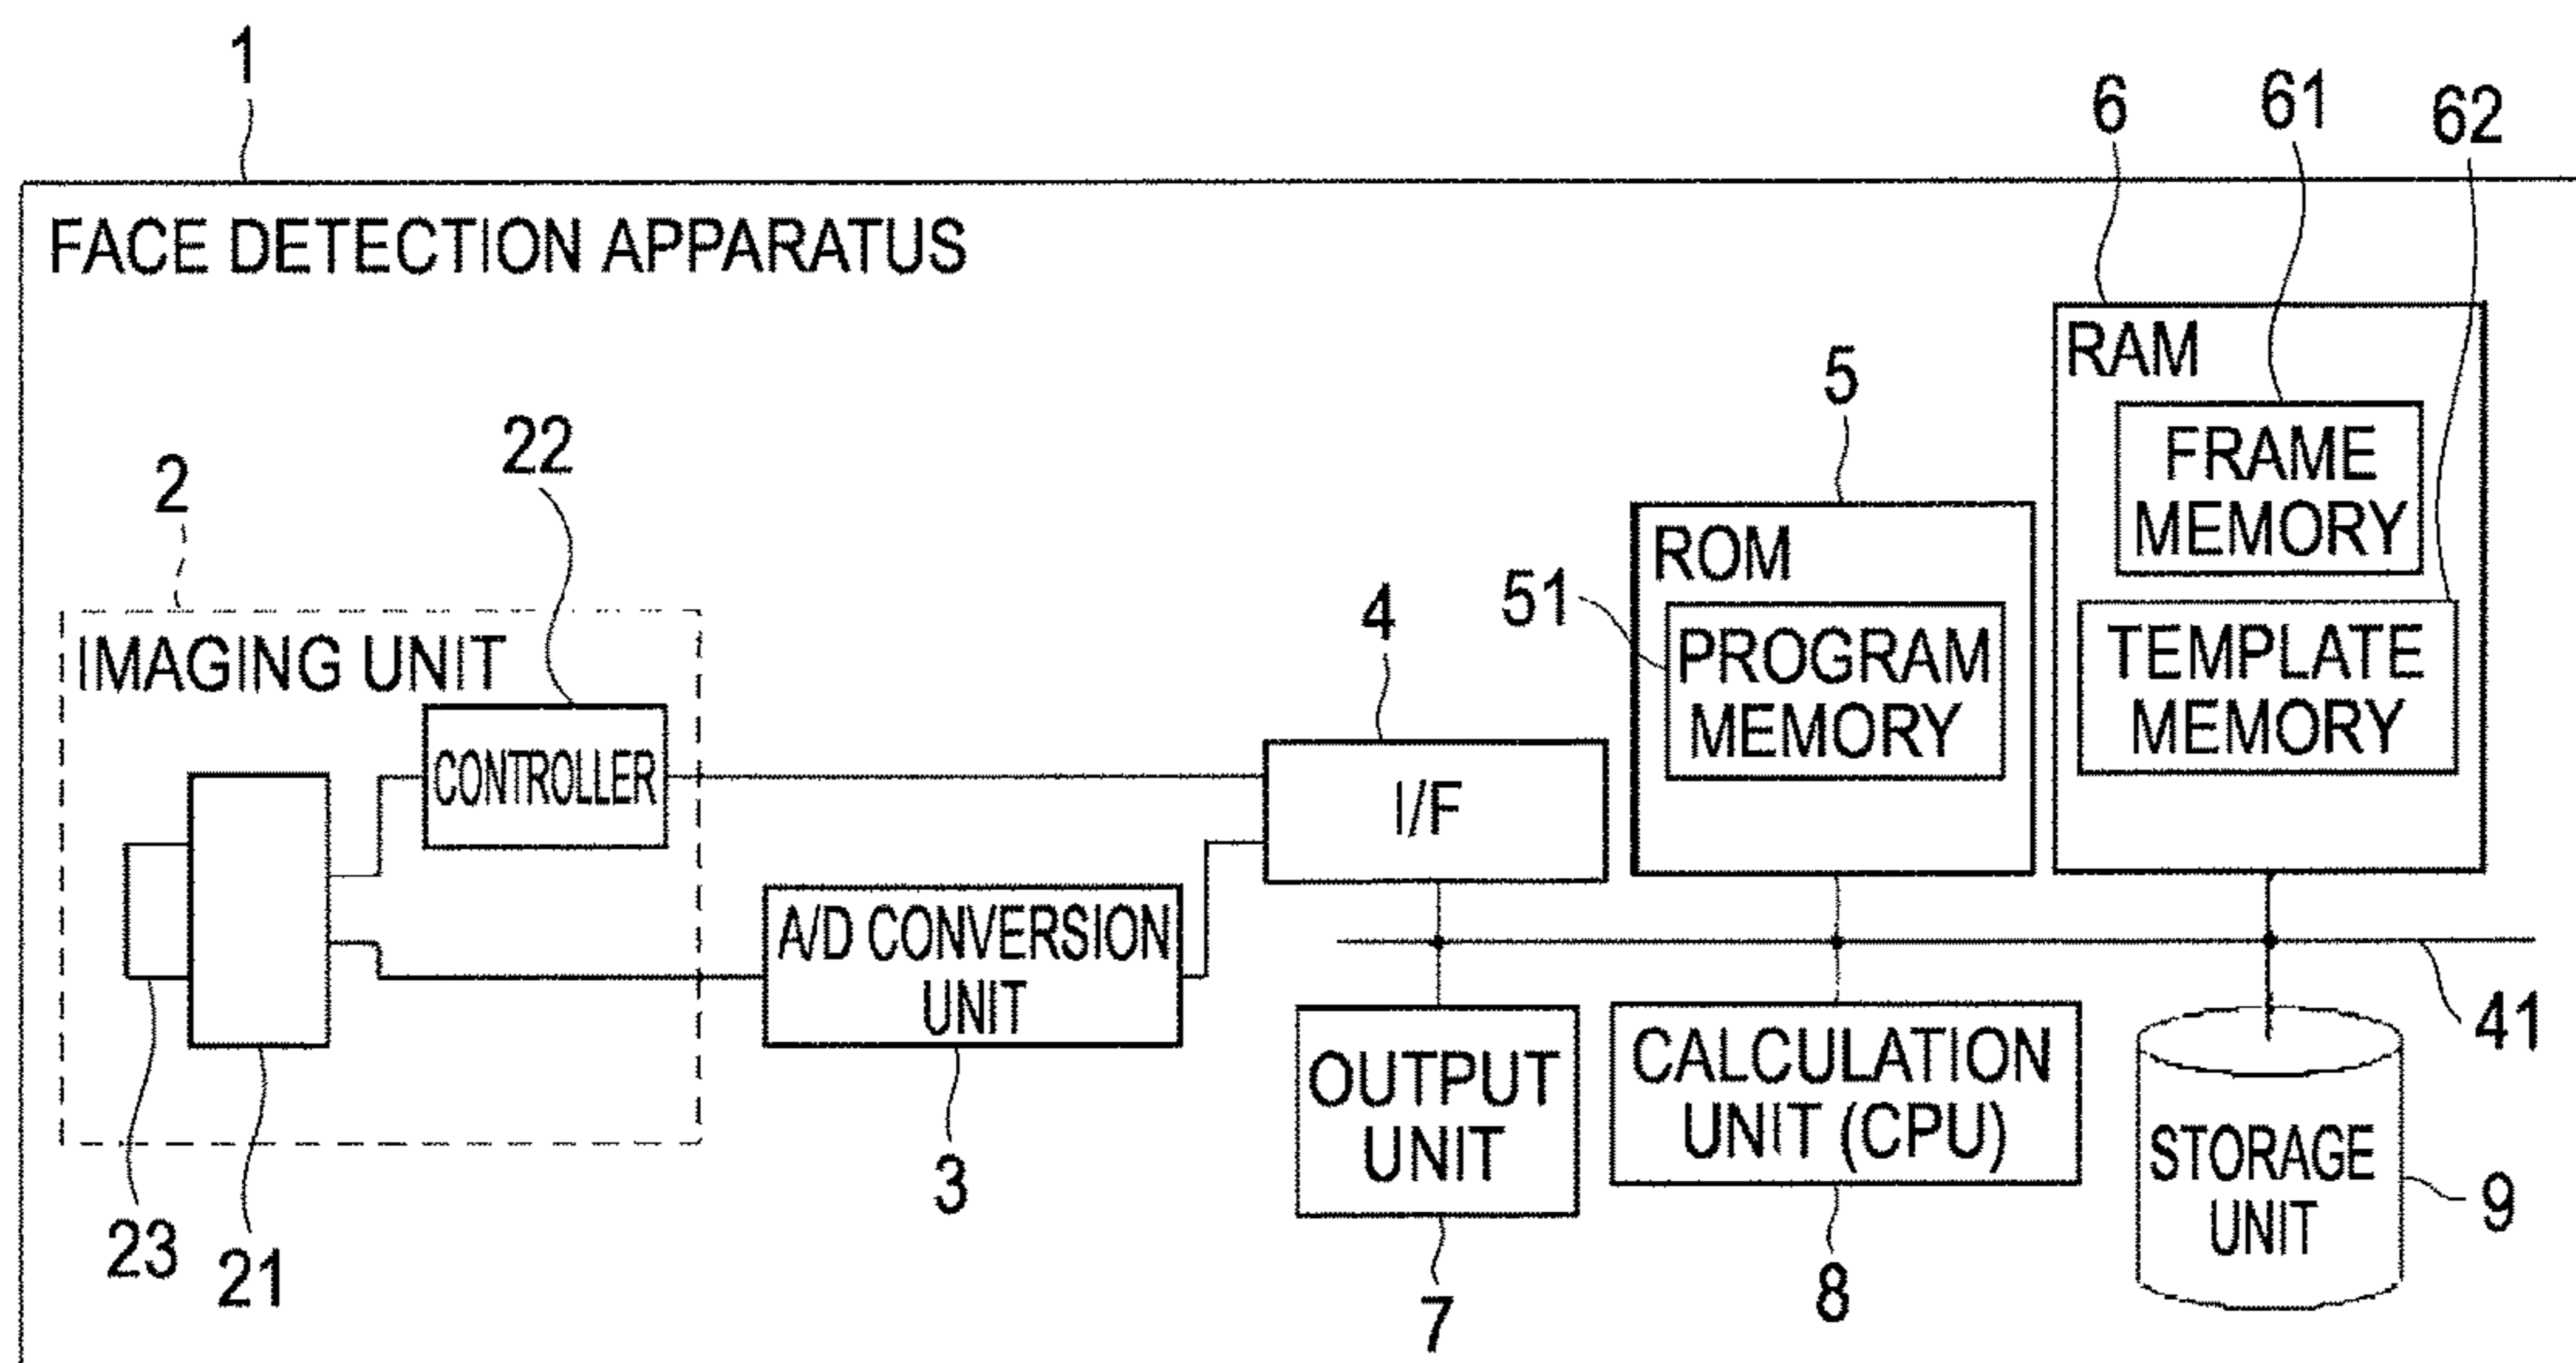 1
FACE DETECTION APPARATUS
6
61
62
RAM
FRAME
MEMORY
TEMPLATE
MEMORY
5
ROM
51
PROGRAM
MEMORY
2
22
IMAGING UNIT
CONTROLLER
4
I/F
A/D CONVERSION
UNIT
3
23
21
OUTPUT
UNIT
7
CALCULATION
UNIT (CPU)
8
41
STORAGE
UNIT
9